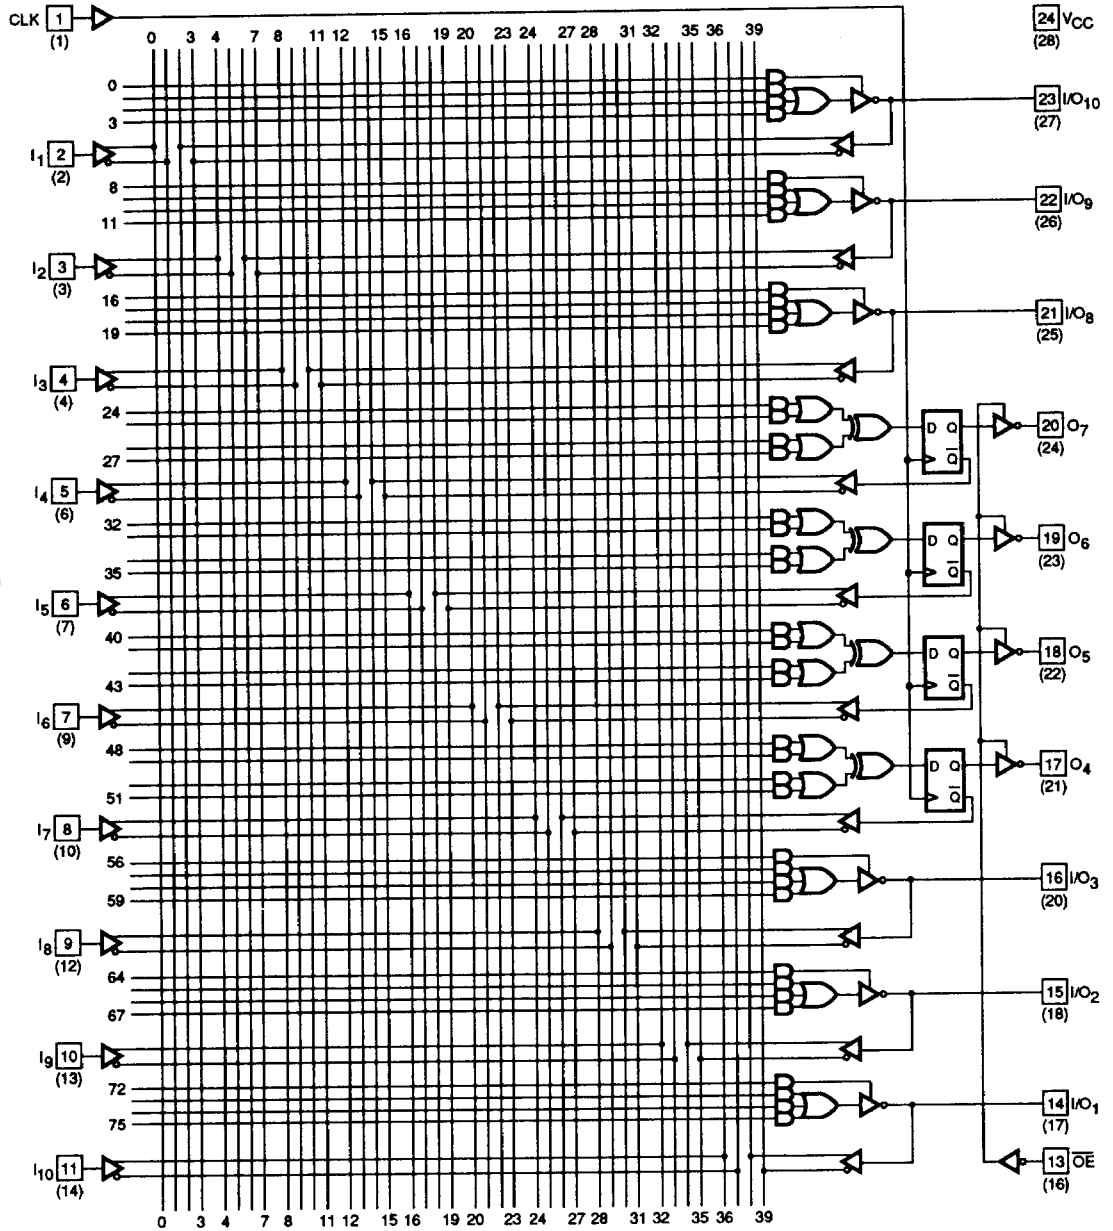 CLK 1 (1)
24 VCC (28)
0 3 4 7 8 11 12 15 16 19 20 23 24 27 28 31 32 35 36 39
0
3
23 I/O10 (27)
I1 2 (2)
8
11
22 I/O9 (26)
I2 3 (3)
16
19
21 I/O8 (25)
I3 4 (4)
24
27
D Q Q
20 O7 (24)
I4 5 (6)
32
35
D Q Q
19 O6 (23)
I5 6 (7)
40
43
D Q Q
18 O5 (22)
I6 7 (9)
48
51
D Q Q
17 O4 (21)
I7 8 (10)
56
59
16 I/O3 (20)
I8 9 (12)
64
67
15 I/O2 (18)
I9 10 (13)
72
75
14 I/O1 (17)
I10 11 (14)
13 OE (16)
0 3 4 7 8 11 12 15 16 19 20 23 24 27 28 31 32 35 36 39